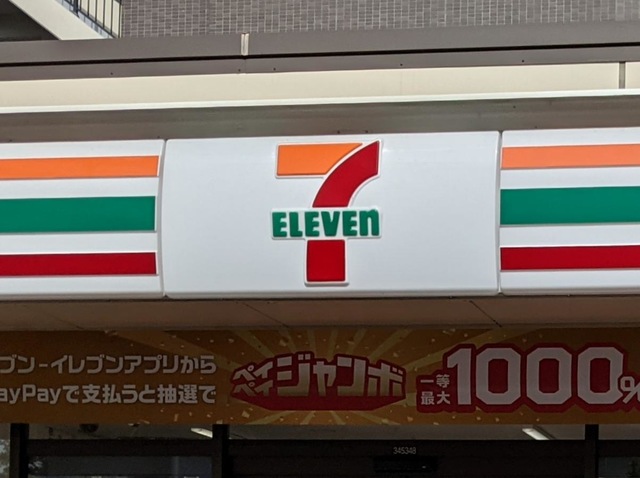 7
ELEVEn
ブン-イレブンアプリから
ayPayで支払うと抽選で
ペイペイジャンボ
一等
最大
1000%
345348